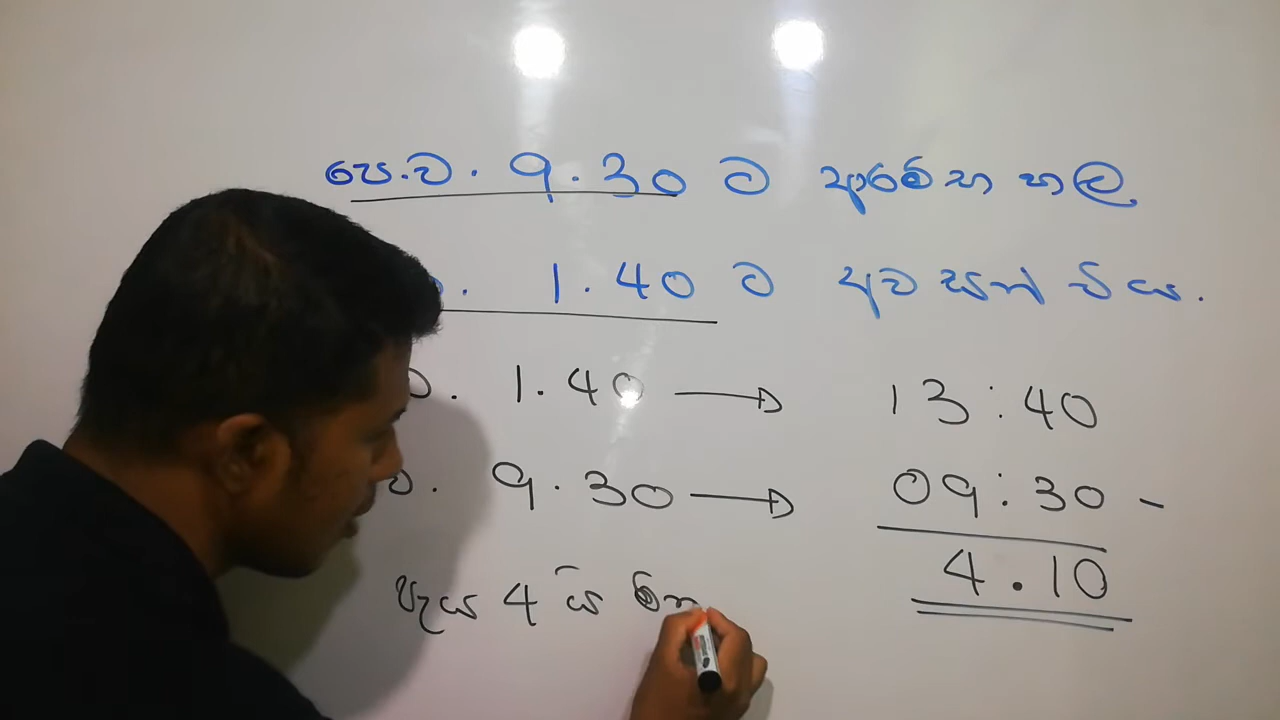 පෙ.ව. 9.30 ට ආරම්භ කළ
. 1.40 ට අවසන් විය.
. 1.40 → 13:40
. 9.30 → 09:30 -
4.10
පැය 4 යි මින